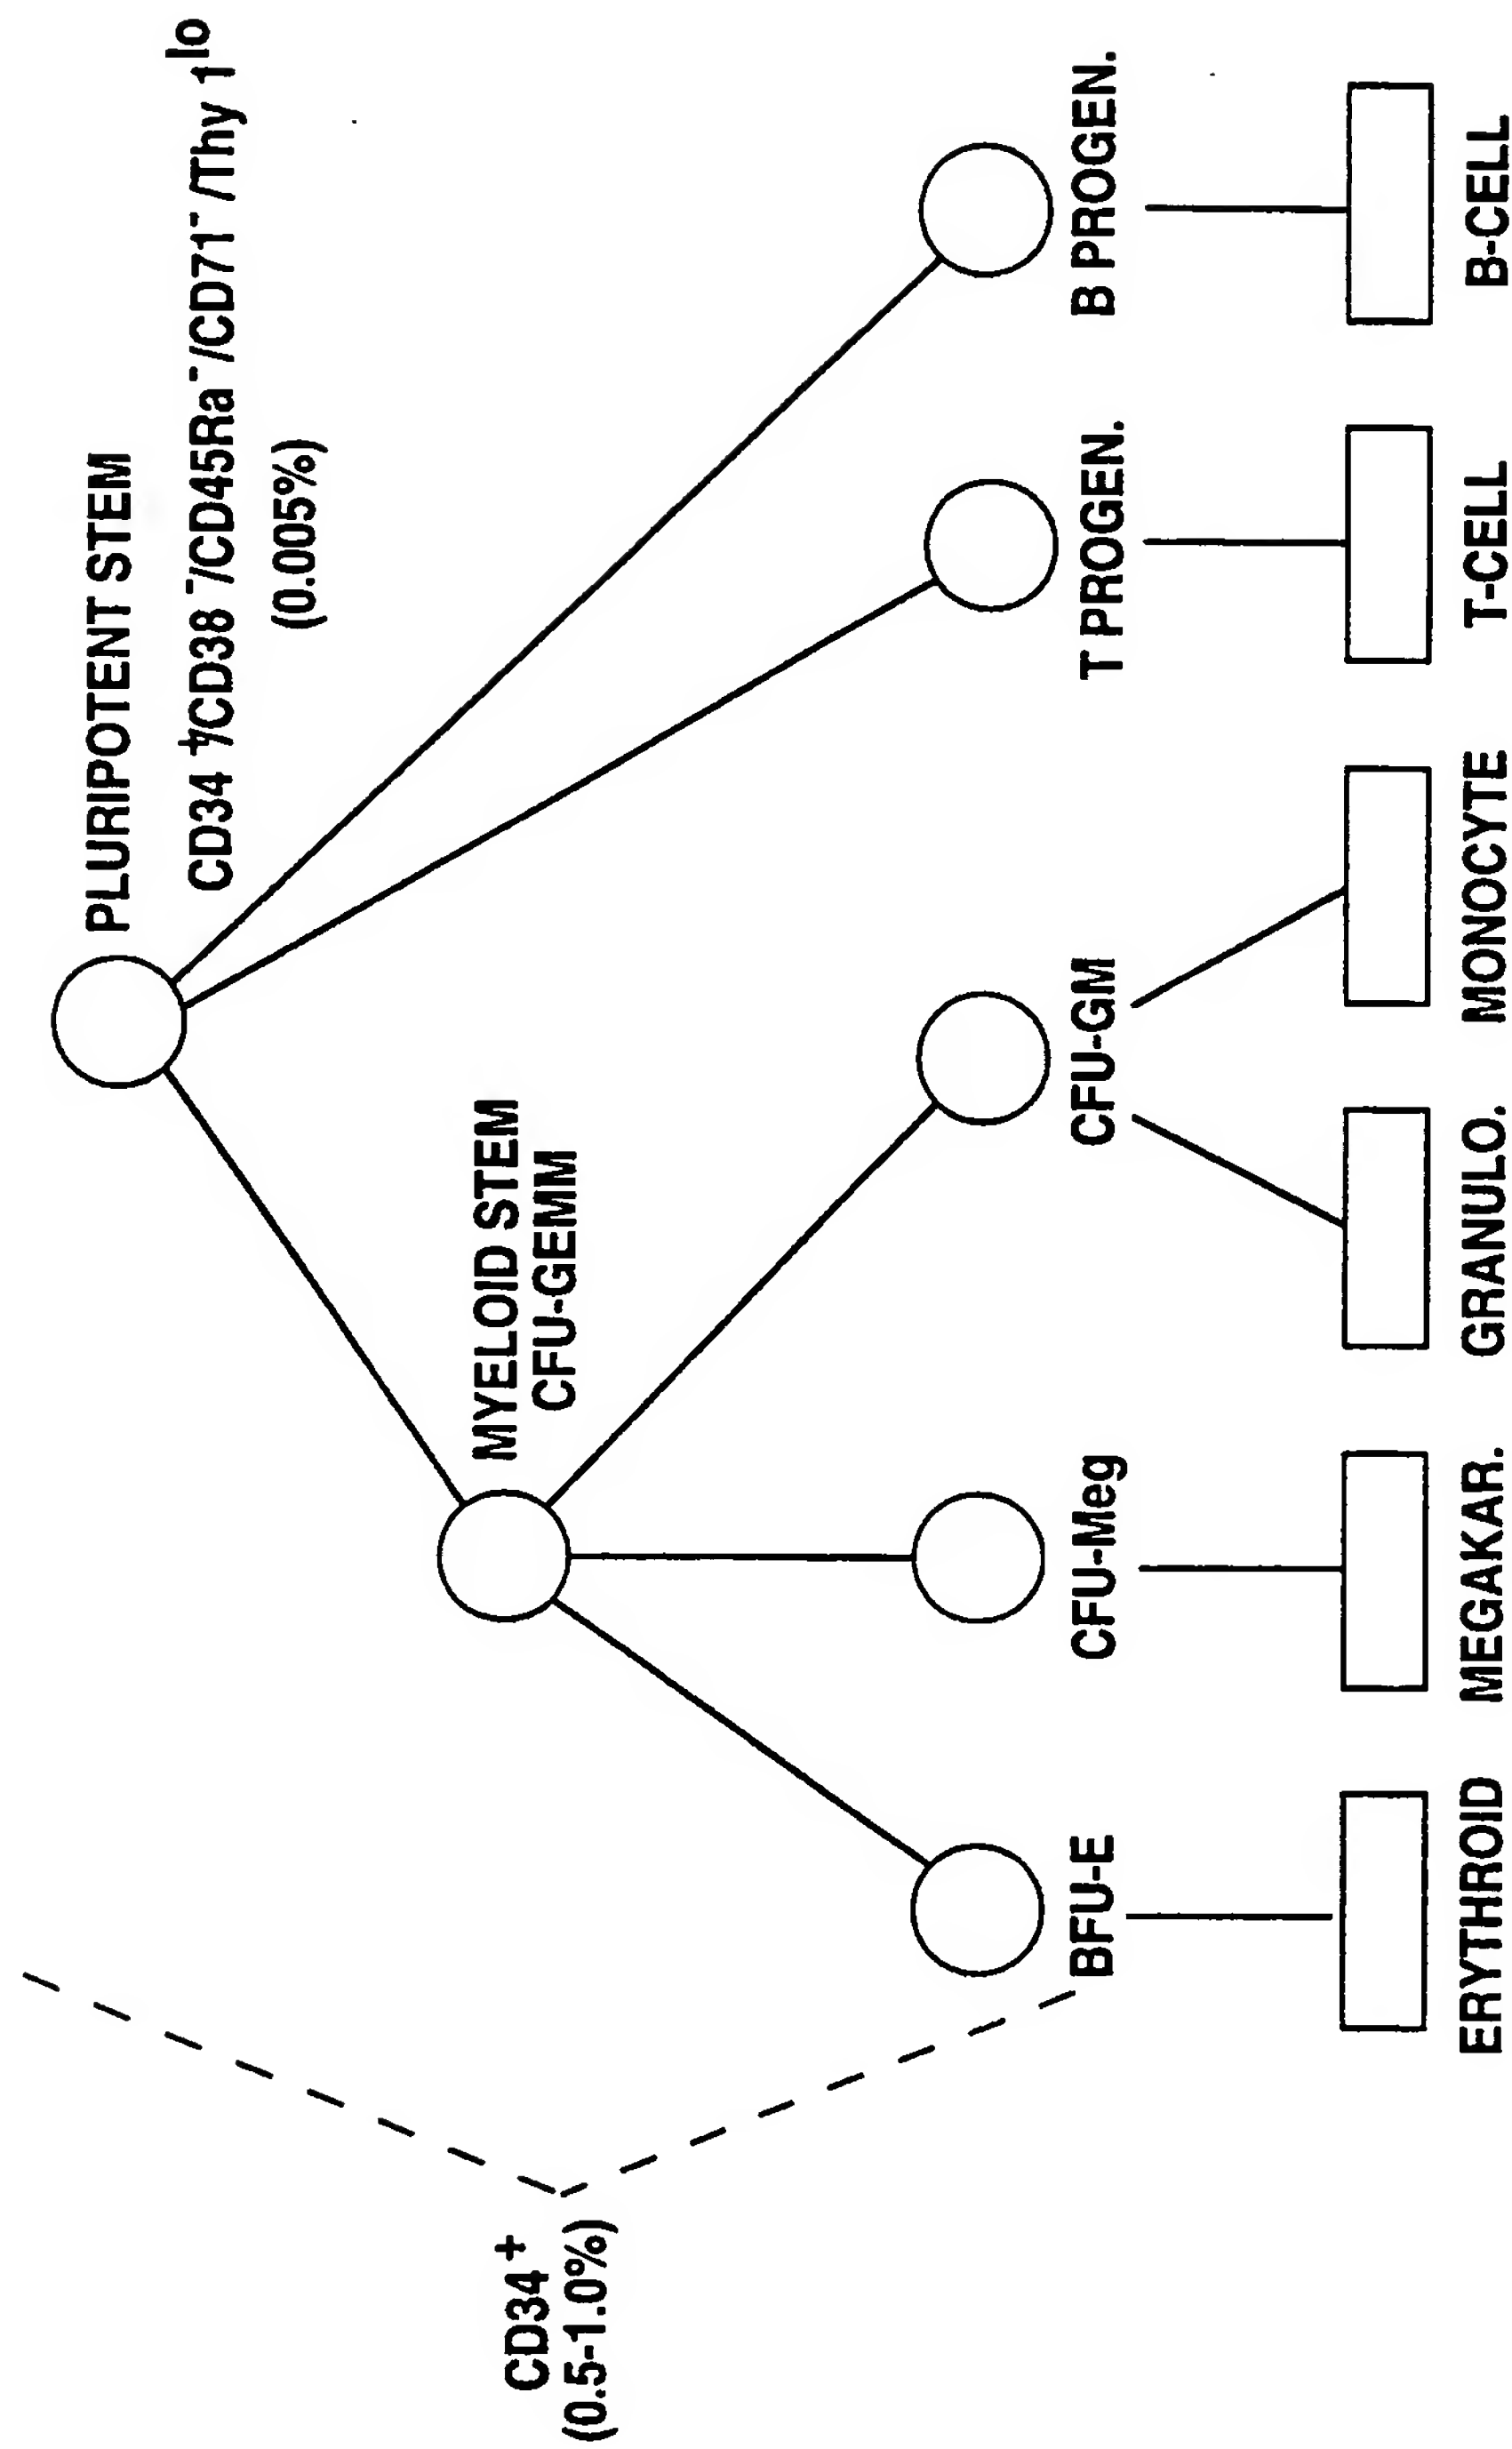 PLURIPOTENT STEM
CD34⁺/CD38⁻/CD45Ra⁻/CD71⁻/Thy 1ˡᵒ
(0.005%)
MYELOID STEM
CFU-GEMM
CD34⁺
(0.5-1.0%)
BFU-E
CFU-Meg
CFU-GM
T PROGEN.
B PROGEN.
ERYTHROID
MEGAKAR.
GRANULO.
MONOCYTE
T-CELL
B-CELL